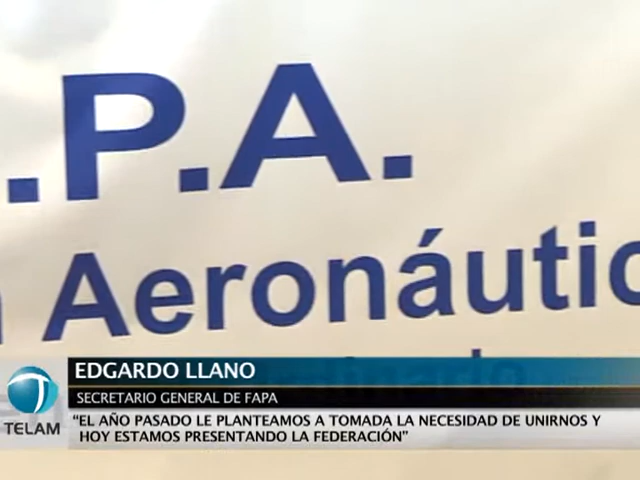 .P.A.
Aeronáutic
EDGARDO LLANO
SECRETARIO GENERAL DE FAPA
"EL AÑO PASADO LE PLANTEAMOS A TOMADA LA NECESIDAD DE UNIRNOS Y
HOY ESTAMOS PRESENTANDO LA FEDERACIÓN"
TELAM